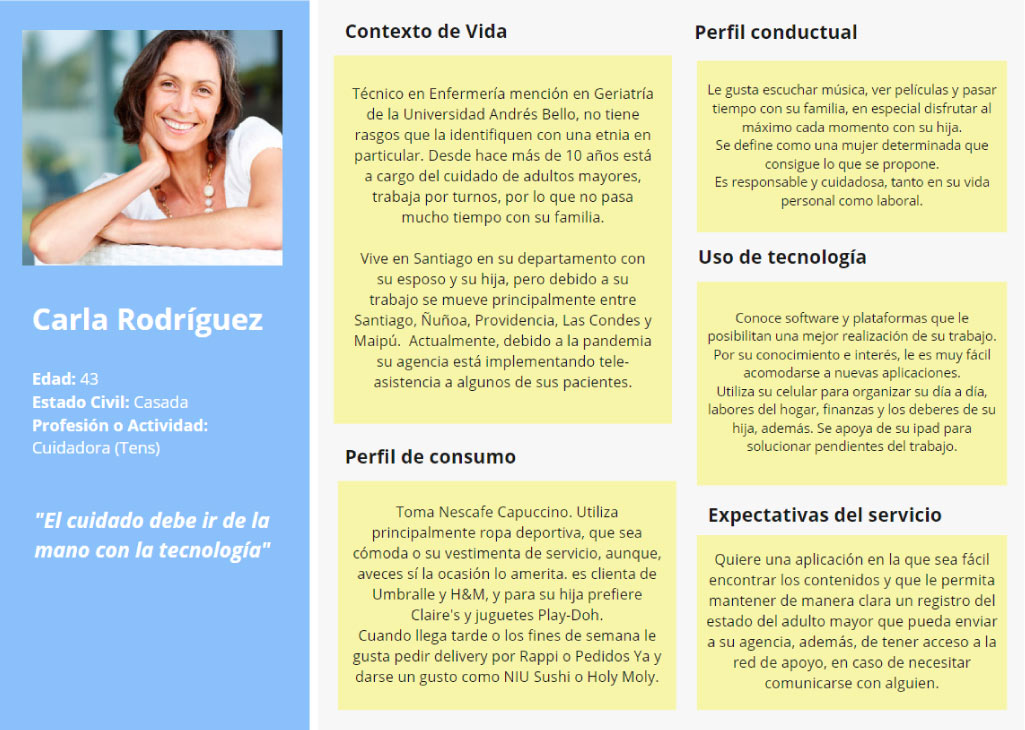 Carla Rodríguez
Edad: 43
Estado Civil: Casada
Profesión o Actividad:
Cuidadora (Tens)
"El cuidado debe ir de la
mano con la tecnología"
Contexto de Vida
Técnico en Enfermería mención en Geriatría
de la Universidad Andrés Bello, no tiene
rasgos que la identifiquen con una etnia en
particular. Desde hace más de 10 años está
a cargo del cuidado de adultos mayores,
trabaja por turnos, por lo que no pasa
mucho tiempo con su familia.
Vive en Santiago en su departamento con
su esposo y su hija, pero debido a su
trabajo se mueve principalmente entre
Santiago, Ñuñoa, Providencia, Las Condes y
Maipú. Actualmente, debido a la pandemia
su agencia está implementando tele-
asistencia a algunos de sus pacientes.
Perfil de consumo
Toma Nescafe Capuccino. Utiliza
principalmente ropa deportiva, que sea
cómoda o su vestimenta de servicio, aunque,
aveces sí la ocasión lo amerita. es clienta de
Umbralle y H&M, y para su hija prefiere
Claire's y juguetes Play-Doh.
Cuando llega tarde o los fines de semana le
gusta pedir delivery por Rappi o Pedidos Ya y
darse un gusto como NIU Sushi o Holy Moly.
Perfil conductual
Le gusta escuchar música, ver películas y pasar
tiempo con su familia, en especial disfrutar al
máximo cada momento con su hija.
Se define como una mujer determinada que
consigue lo que se propone.
Es responsable y cuidadosa, tanto en su vida
personal como laboral.
Uso de tecnología
Conoce software y plataformas que le
posibilitan una mejor realización de su trabajo.
Por su conocimiento e interés, le es muy fácil
acomodarse a nuevas aplicaciones.
Utiliza su celular para organizar su día a día,
labores del hogar, finanzas y los deberes de su
hija, además. Se apoya de su ipad para
solucionar pendientes del trabajo.
Expectativas del servicio
Quiere una aplicación en la que sea fácil
encontrar los contenidos y que le permita
mantener de manera clara un registro del
estado del adulto mayor que pueda enviar
a su agencia, además, de tener acceso a la
red de apoyo, en caso de necesitar
comunicarse con alguien.